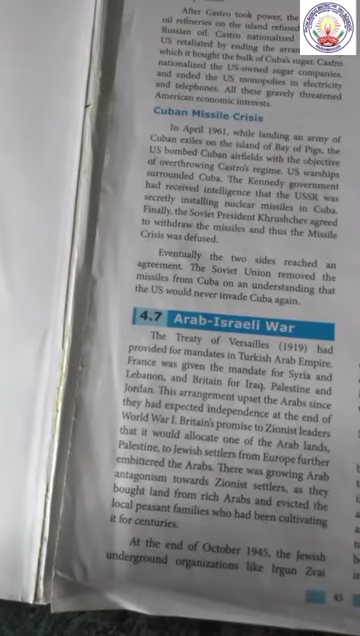 After Castro took power, the
oil refineries on the island refused
Russian oil. Castro nationalized
US retaliated by ending the arran
which it bought the bulk of Cuba's sugar. Castro
nationalized the US-owned sugar companies.
and ended the US monopolies in electricity
and telephones. All these gravely threatened
American economic interests.
Cuban Missile Crisis
In April 1961, while landing an army of
Cuban exiles on the island of Bay of Pigs, the
US bombed Cuban airfields with the objective
of overthrowing Castro's regime. US warships
surrounded Cuba. The Kennedy government
had received intelligence that the USSR was
secretly installing nuclear missiles in Cuba.
Finally, the Soviet President Khrushchev agreed
to withdraw the missiles and thus the Missile
Crisis was defused.
Eventually the two sides reached an
agreement. The Soviet Union removed the
missiles from Cuba on an understanding that
the US would never invade Cuba again.
4.7 Arab-Israeli War
The Treaty of Versailles (1919) had
provided for mandates in Turkish Arab Empire.
France was given the mandate for Syria and
Lebanon, and Britain for Iraq, Palestine and
Jordan. This arrangement upset the Arabs since
they had expected independence at the end of
World War I. Britain's promise to Zionist leaders
that it would allocate one of the Arab lands,
Palestine, to Jewish settlers from Europe further
embittered the Arabs. There was growing Arab
antagonism towards Zionist settlers, as they
bought land from rich Arabs and evicted the
local peasant families who had been cultivating
it for centuries.
At the end of October 1945, the Jewish
underground organizations like Irgun Zvai
45